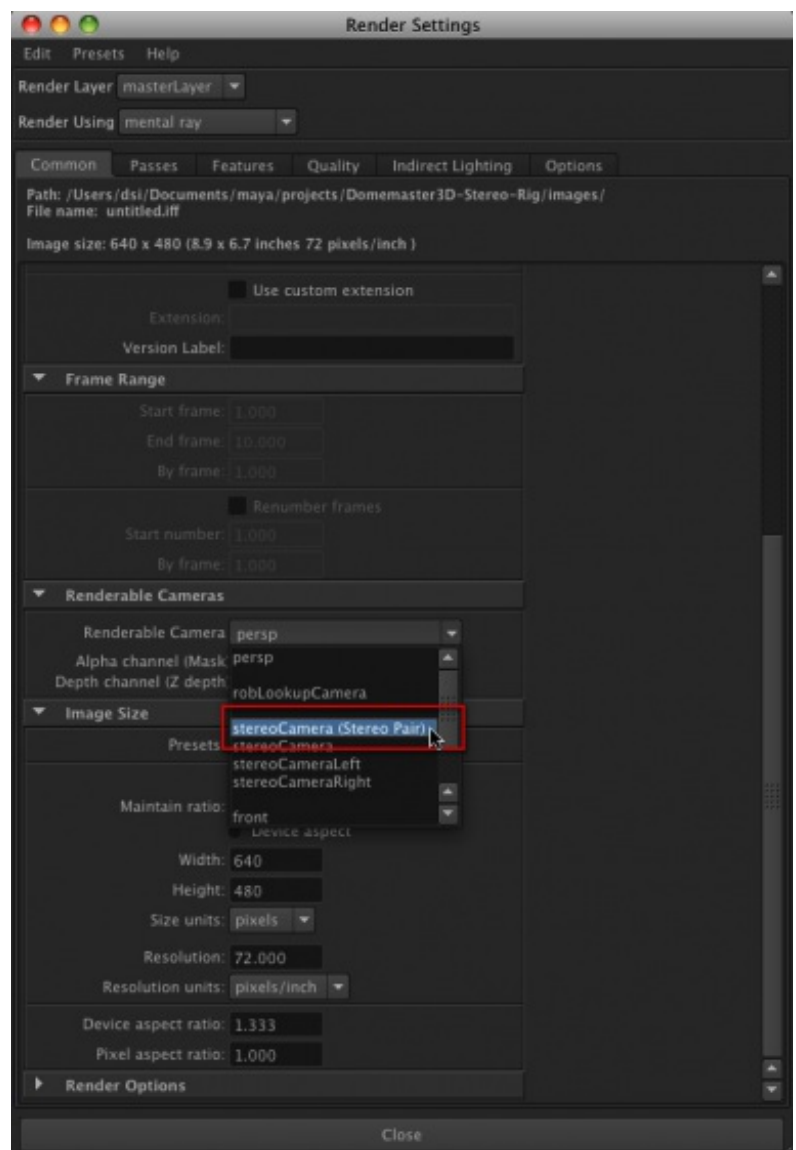 Render Settings
Edit Presets Help
Render Layer masterLayer
Render Using mental ray
Common Passes Features Quality Indirect Lighting Options
Path: /Users/dsi/Documents/maya/projects/Domemaster3D-Stereo-Rig/images/
File name: untitled.iff
Image size: 640 x 480 (8.9 x 6.7 inches 72 pixels/inch )
Use custom extension
Extension:
Version Label:
Frame Range
Start frame: 1.000
End frame: 10.000
By frame: 1.000
Renumber frames
Start number: 1.000
By frame: 1.000
Renderable Cameras
Renderable Camera persp
Alpha channel (Mask persp
Depth channel (Z depth
robLookupCamera
Image Size
stereoCamera (Stereo Pair)
Presets stereoCamera
stereoCameraLeft
stereoCameraRight
Maintain ratio:
front
Device aspect
Width: 640
Height: 480
Size units: pixels
Resolution: 72.000
Resolution units: pixels/inch
Device aspect ratio: 1.333
Pixel aspect ratio: 1.000
Render Options
Close